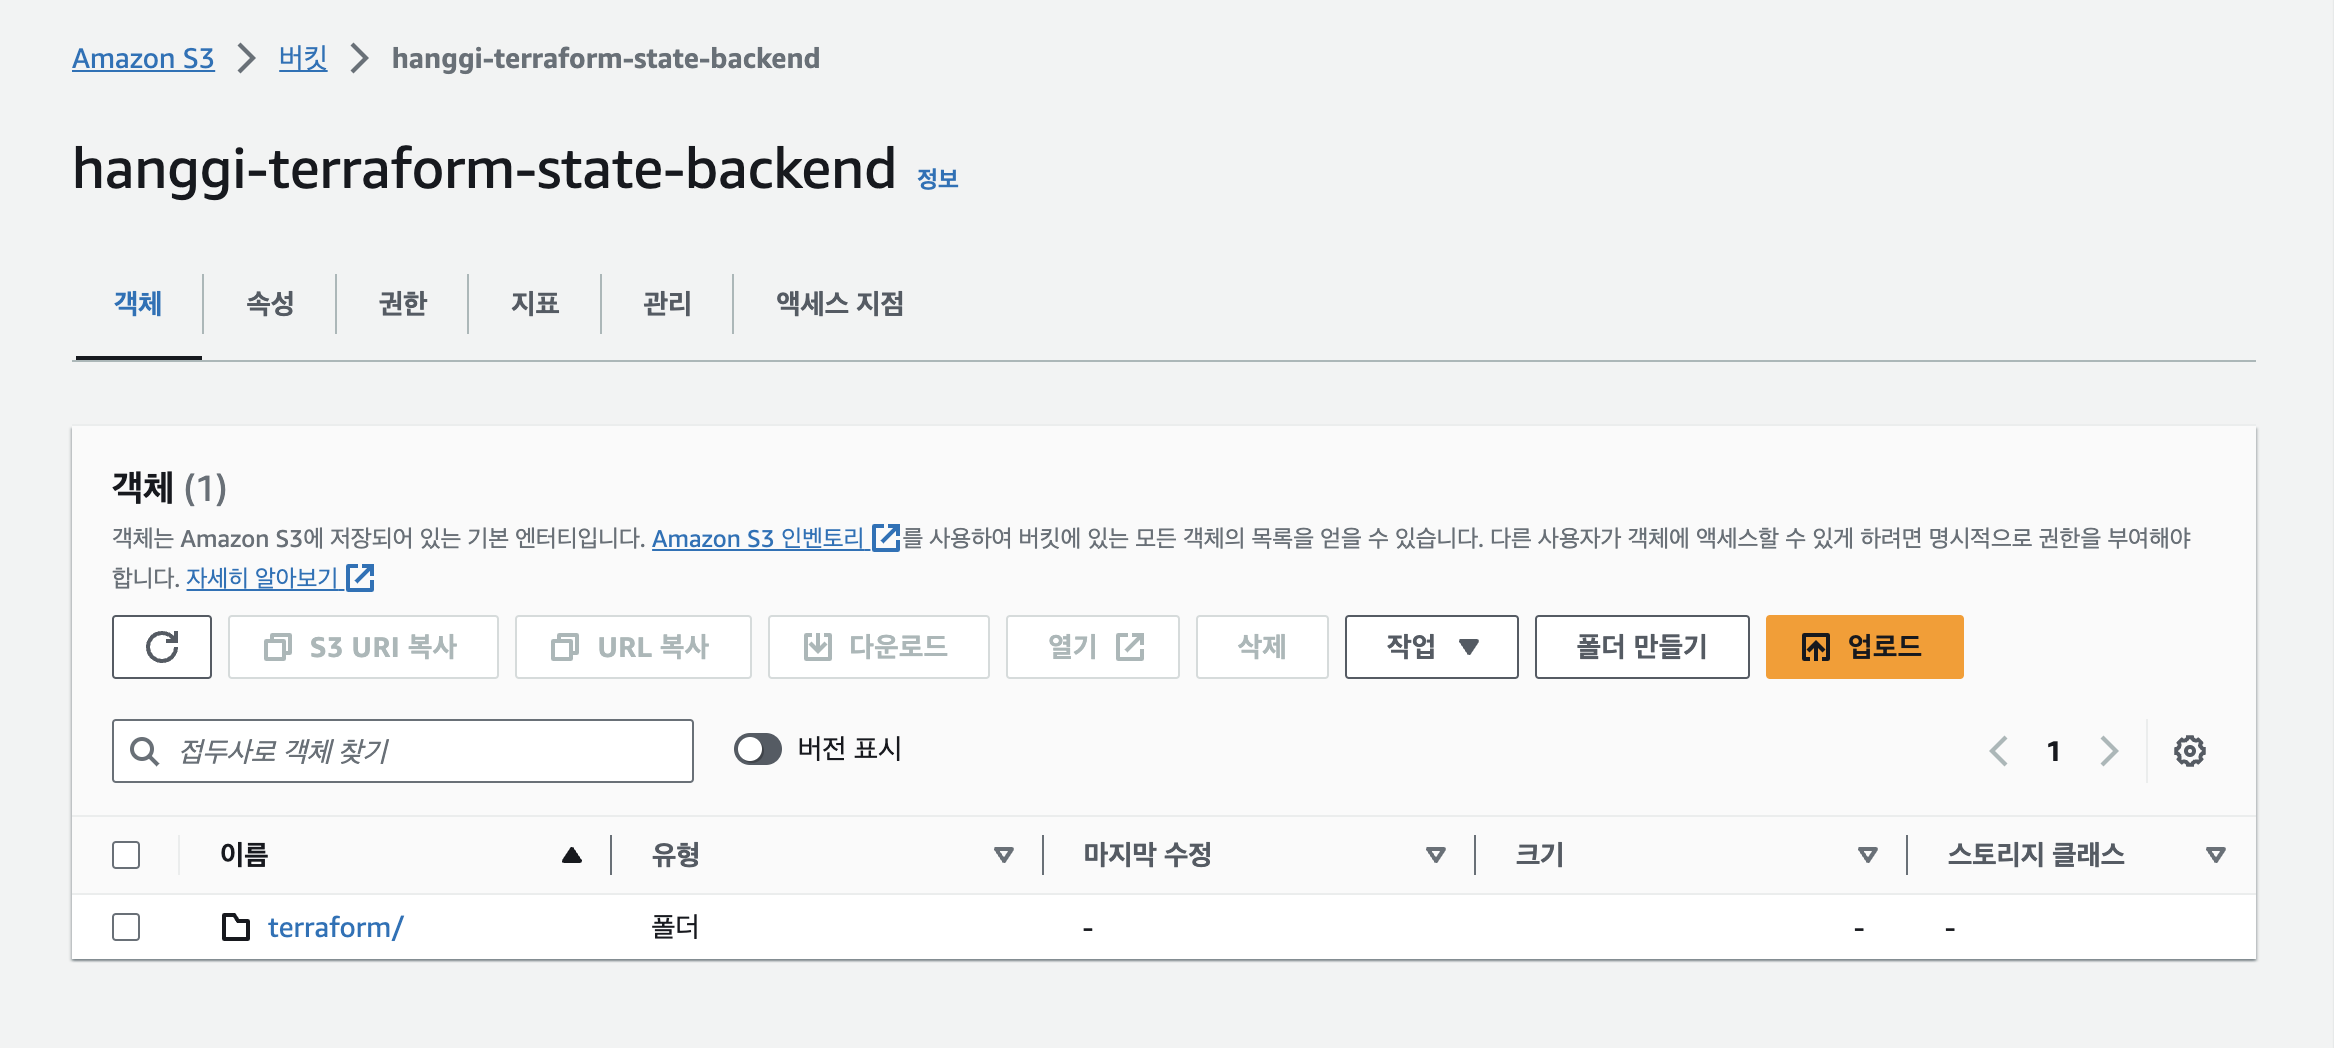 Amazon S3 버킷 hanggi-terraform-state-backend
hanggi-terraform-state-backend 정보
객체 속성 권한 지표 관리 액세스 지점
객체 (1)
객체는 Amazon S3에 저장되어 있는 기본 엔터티입니다. Amazon S3 인벤토리 를 사용하여 버킷에 있는 모든 객체의 목록을 얻을 수 있습니다. 다른 사용자가 객체에 액세스할 수 있게 하려면 명시적으로 권한을 부여해야
합니다. 자세히 알아보기
S3 URI 복사 URL 복사 다운로드 열기 삭제 작업 폴더 만들기 업로드
접두사로 객체 찾기 버전 표시 1
이름 유형 마지막 수정 크기 스토리지 클래스
terraform/ 폴더 - - -